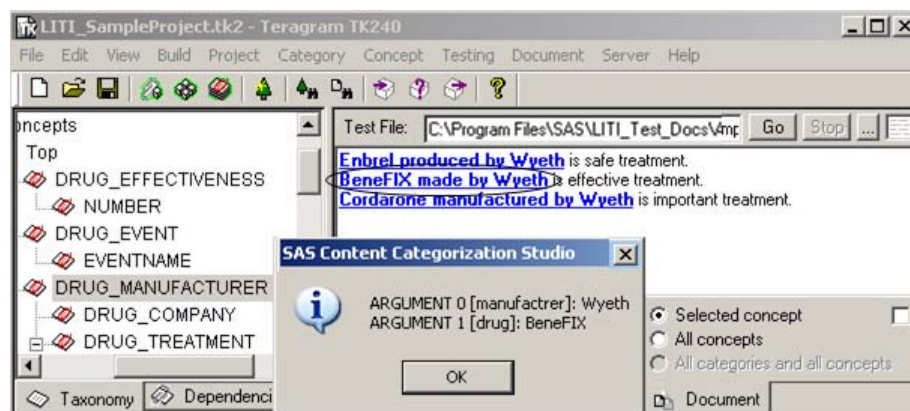 LITI_SampleProject.tk2 - Teragram TK240
File Edit View Build Project Category Concept Testing Document Server Help
Test File: C:\Program Files\SAS\LITI_Test_Docs\ Go Stop ...
oncepts
Top
DRUG_EFFECTIVENESS
NUMBER
DRUG_EVENT
EVENTNAME
DRUG_MANUFACTURER
DRUG_COMPANY
DRUG_TREATMENT
Taxonomy Dependenci
Enbrel produced by Wyeth is safe treatment.
BeneFIX made by Wyeth is effective treatment.
Cordarone manufactured by Wyeth is important treatment.
SAS Content Categorization Studio
ARGUMENT 0 [manufactrer]: Wyeth
ARGUMENT 1 [drug]: BeneFIX
OK
Selected concept
All concepts
All categories and all concepts
Document